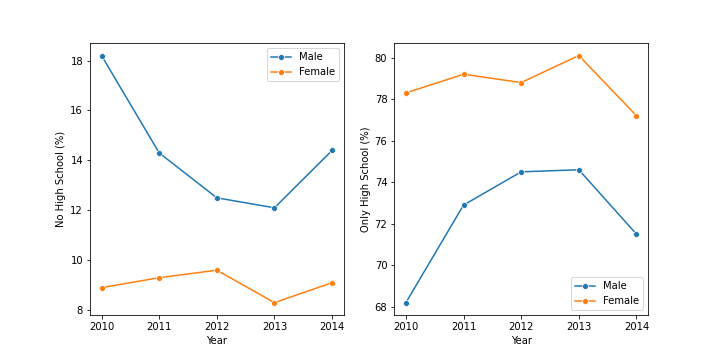 No High School (%)
18
16
14
12
10
8
Male
Female
2010 2011 2012 2013 2014
Year
Only High School (%)
80
78
76
74
72
70
68
Male
Female
2010 2011 2012 2013 2014
Year